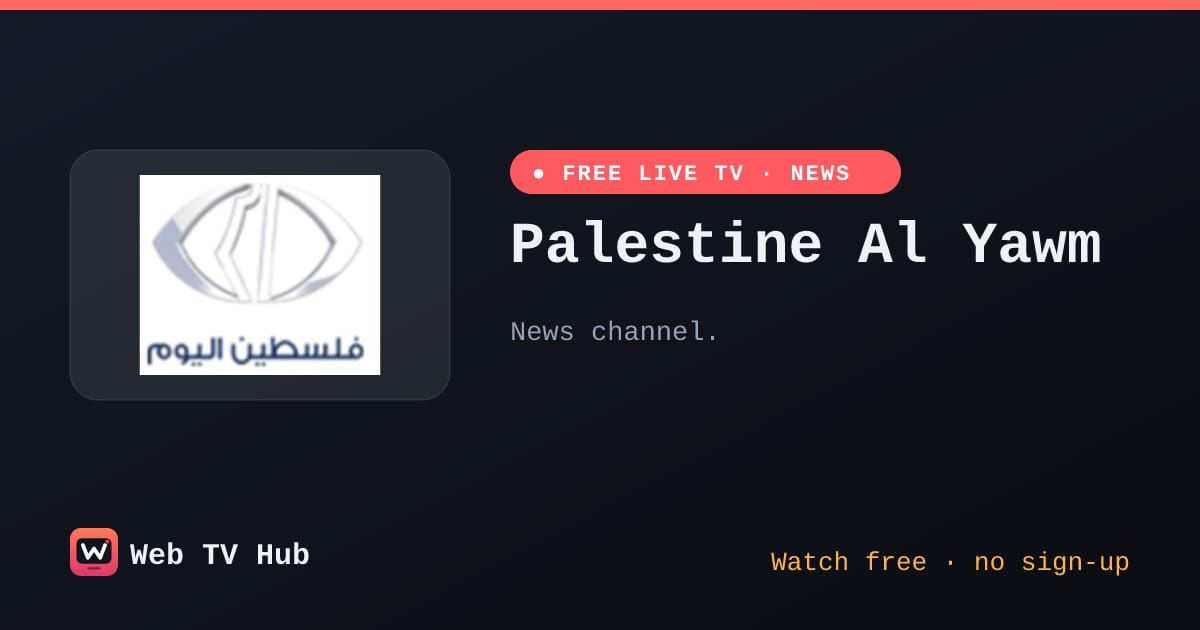 فلسطين اليوم
• FREE LIVE TV · NEWS
Palestine Al Yawm
News channel.
W
Web TV Hub
Watch free · no sign-up